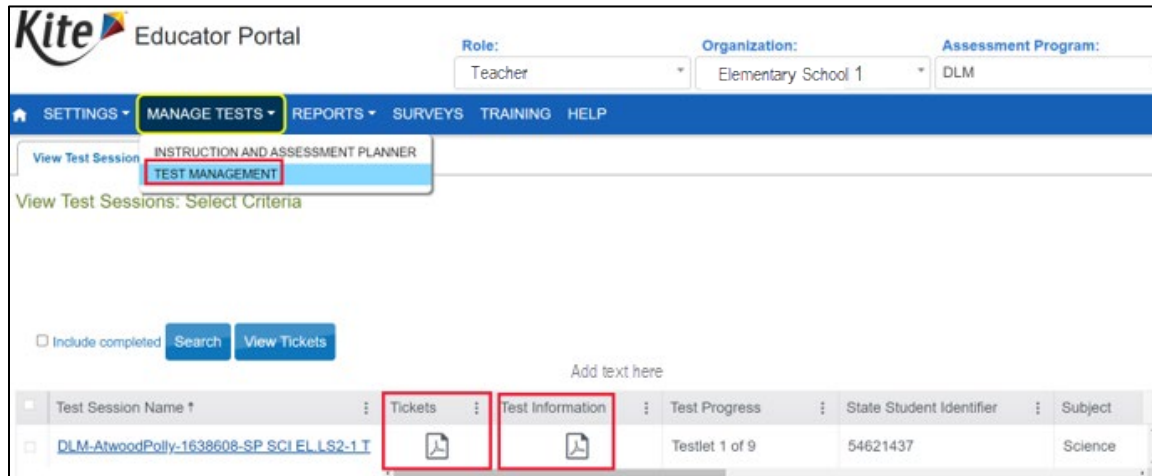 Kite Educator Portal
Role: Organization: Assessment Program:
Teacher Elementary School 1 DLM
SETTINGS MANAGE TESTS REPORTS SURVEYS TRAINING HELP
View Test Session INSTRUCTION AND ASSESSMENT PLANNER
TEST MANAGEMENT
View Test Sessions: Select Criteria
Include completed Search View Tickets
Add text here
Test Session Name ↑ Tickets Test Information Test Progress State Student Identifier Subject
DLM-AtwoodPolly-1638608-SP SCI EL.LS2-1 T Testlet 1 of 9 54621437 Science